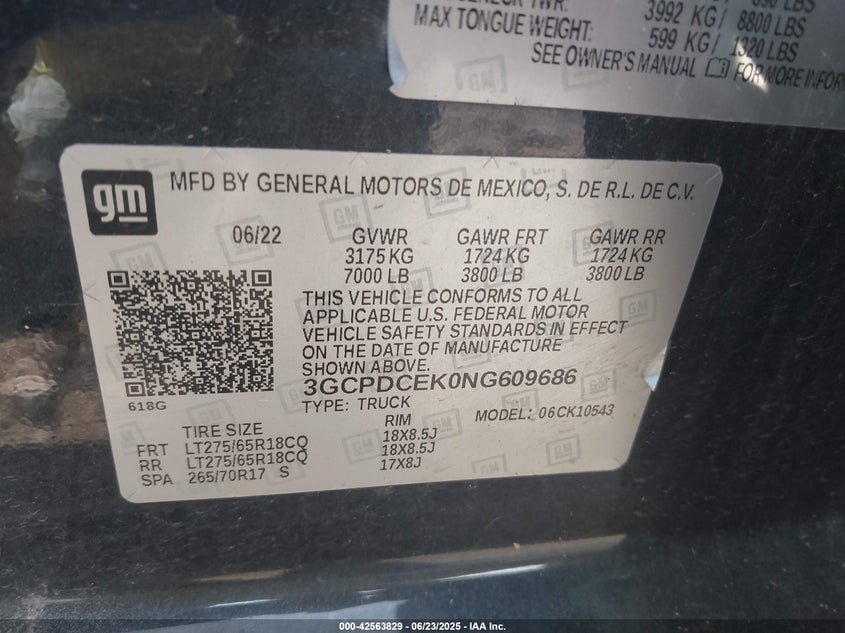 3992 KG/ 8800 LBS
MAX TONGUE WEIGHT:
599 KG/ 1320 LBS
SEE OWNER'S MANUAL FOR MORE
gm
MFD BY GENERAL MOTORS DE MEXICO, S. DE R.L. DE C.V.
06/22 GVWR GAWR FRT GAWR RR
3175 KG 1724 KG 1724 KG
7000 LB 3800 LB 3800 LB
THIS VEHICLE CONFORMS TO ALL
APPLICABLE U.S. FEDERAL MOTOR
VEHICLE SAFETY STANDARDS IN EFFECT
ON THE DATE OF MANUFACTURE
SHOWN ABOVE.
3GCPDCEK0NG609686
618G
TYPE: TRUCK MODEL: 06CK10543
TIRE SIZE RIM
FRT LT275/65R18CQ 18X8.5J
RR LT275/65R18CQ 18X8.5J
SPA 265/70R17 S 17X8J
000-42563829 - 06/23/2025 - IAA Inc.